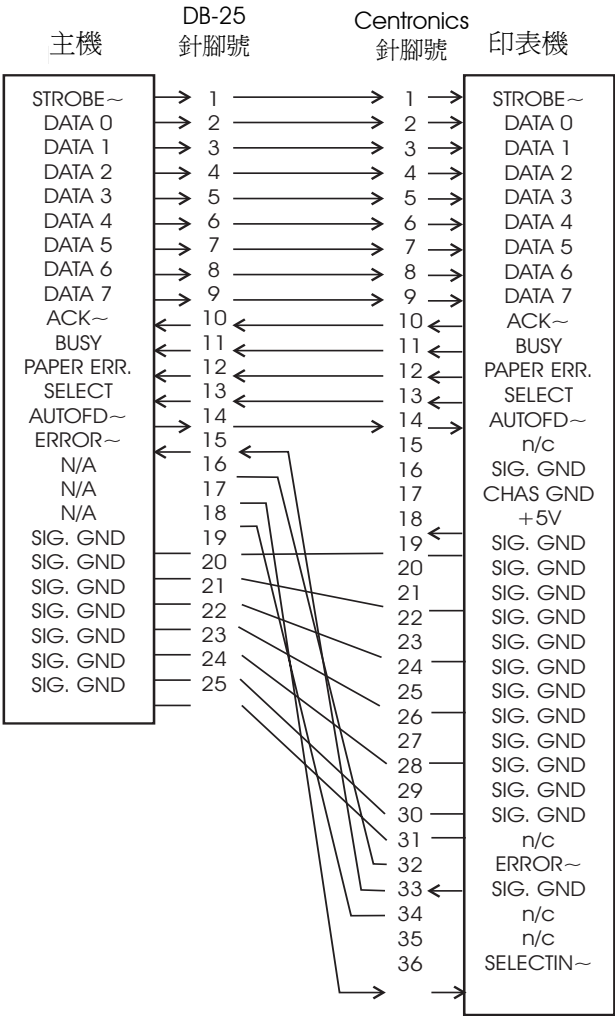 主機 DB-25 針腳號 Centronics 針腳號 印表機
STROBE~ 1 1 STROBE~
DATA 0 2 2 DATA 0
DATA 1 3 3 DATA 1
DATA 2 4 4 DATA 2
DATA 3 5 5 DATA 3
DATA 4 6 6 DATA 4
DATA 5 7 7 DATA 5
DATA 6 8 8 DATA 6
DATA 7 9 9 DATA 7
ACK~ 10 10 ACK~
BUSY 11 11 BUSY
PAPER ERR. 12 12 PAPER ERR.
SELECT 13 13 SELECT
AUTOFD~ 14 14 AUTOFD~
ERROR~ 15 15 n/c
N/A 16 16 SIG. GND
N/A 17 17 CHAS GND
N/A 18 18 +5V
SIG. GND 19 19 SIG. GND
SIG. GND 20 20 SIG. GND
SIG. GND 21 21 SIG. GND
SIG. GND 22 22 SIG. GND
SIG. GND 23 23 SIG. GND
SIG. GND 24 24 SIG. GND
SIG. GND 25 25 SIG. GND
26 SIG. GND
27 SIG. GND
28 SIG. GND
29 SIG. GND
30 SIG. GND
31 n/c
32 ERROR~
33 SIG. GND
34 n/c
35 n/c
36 SELECTIN~